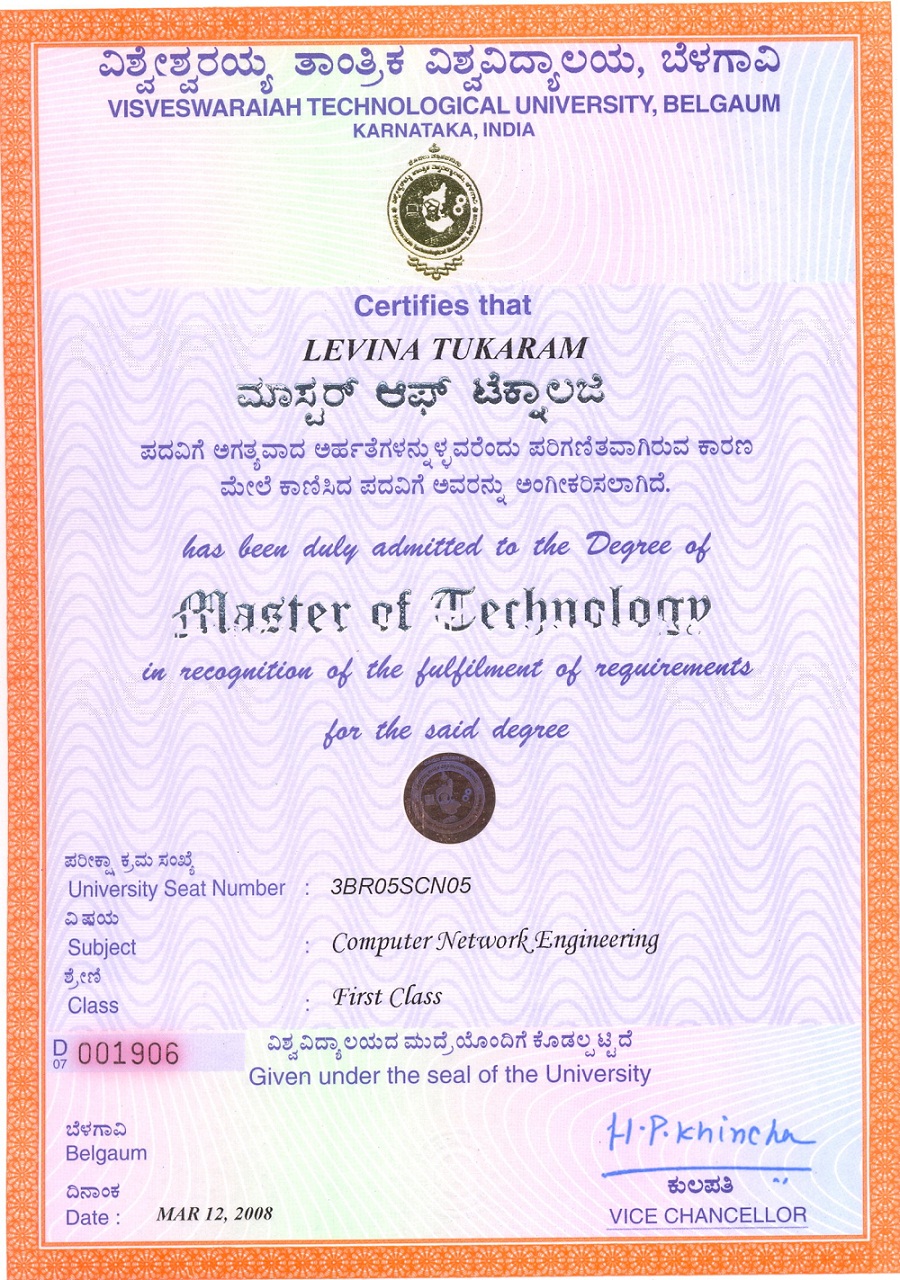 ವಿಶ್ವೇಶ್ವರಯ್ಯ ತಾಂತ್ರಿಕ ವಿಶ್ವವಿದ್ಯಾಲಯ, ಬೆಳಗಾವಿ
VISVESWARAIAH TECHNOLOGICAL UNIVERSITY, BELGAUM
KARNATAKA, INDIA
Certifies that
LEVINA TUKARAM
ಮಾಸ್ಟರ್ ಆಫ್ ಟೆಕ್ನಾಲಜಿ
ಪದವಿಗೆ ಅಗತ್ಯವಾದ ಅರ್ಹತೆಗಳನ್ನುಳ್ಳವರೆಂದು ಪರಿಗಣಿತವಾಗಿರುವ ಕಾರಣ
ಮೇಲೆ ಕಾಣಿಸಿದ ಪದವಿಗೆ ಅವರನ್ನು ಅಂಗೀಕರಿಸಲಾಗಿದೆ.
has been duly admitted to the Degree of
Master of Technology
in recognition of the fulfilment of requirements
for the said degree
ಪರೀಕ್ಷಾ ಕ್ರಮ ಸಂಖ್ಯೆ
University Seat Number : 3BR05SCN05
ವಿಷಯ
Subject : Computer Network Engineering
ಶ್ರೇಣಿ
Class : First Class
D 07 001906
ವಿಶ್ವವಿದ್ಯಾಲಯದ ಮುದ್ರೆಯೊಂದಿಗೆ ಕೊಡಲ್ಪಟ್ಟಿದೆ
Given under the seal of the University
ಬೆಳಗಾವಿ
Belgaum
H.P.Khincha
ದಿನಾಂಕ
ಕುಲಪತಿ
Date : MAR 12, 2008
VICE CHANCELLOR